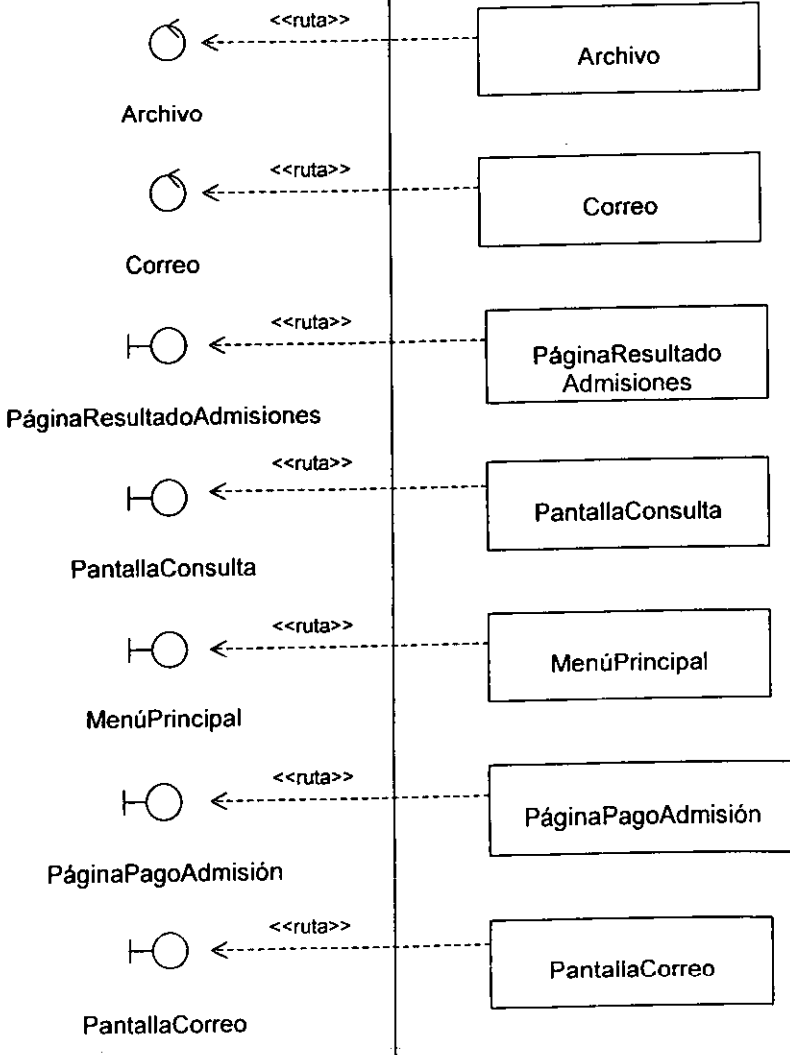 <<ruta>>
Archivo
Archivo
<<ruta>>
Correo
Correo
<<ruta>>
PáginaResultado
Admisiones
PáginaResultadoAdmisiones
<<ruta>>
PantallaConsulta
PantallaConsulta
<<ruta>>
MenúPrincipal
MenúPrincipal
<<ruta>>
PáginaPagoAdmisión
PáginaPagoAdmisión
<<ruta>>
PantallaCorreo
PantallaCorreo